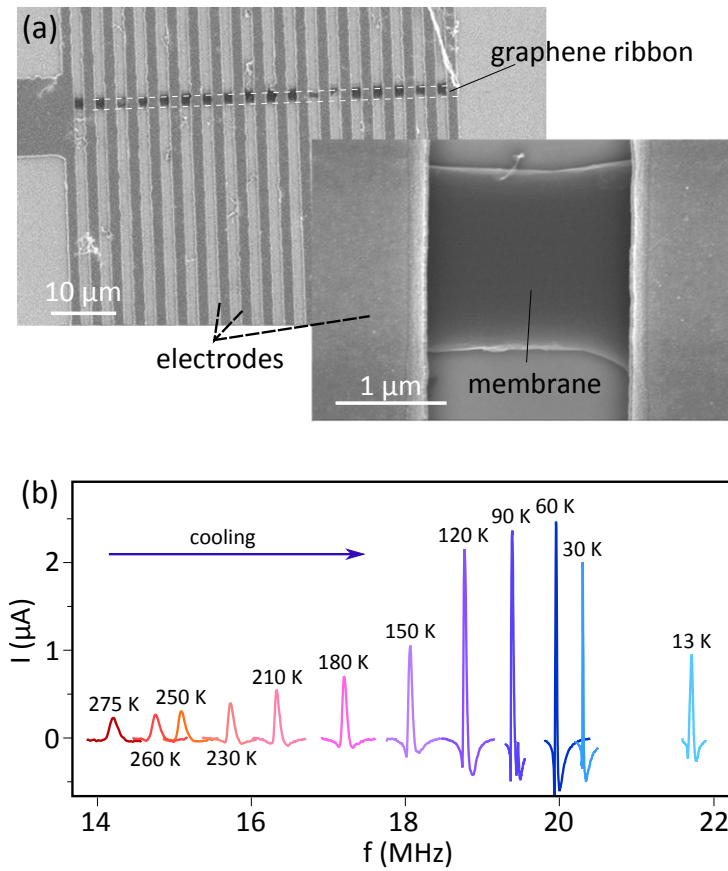 (a)
graphene ribbon
10 μm
electrodes
1 μm
membrane
(b)
cooling
275 K
260 K
250 K
230 K
210 K
180 K
150 K
120 K
90 K
60 K
30 K
13 K
2
1
0
I (μA)
14 16 18 20 22
f (MHz)